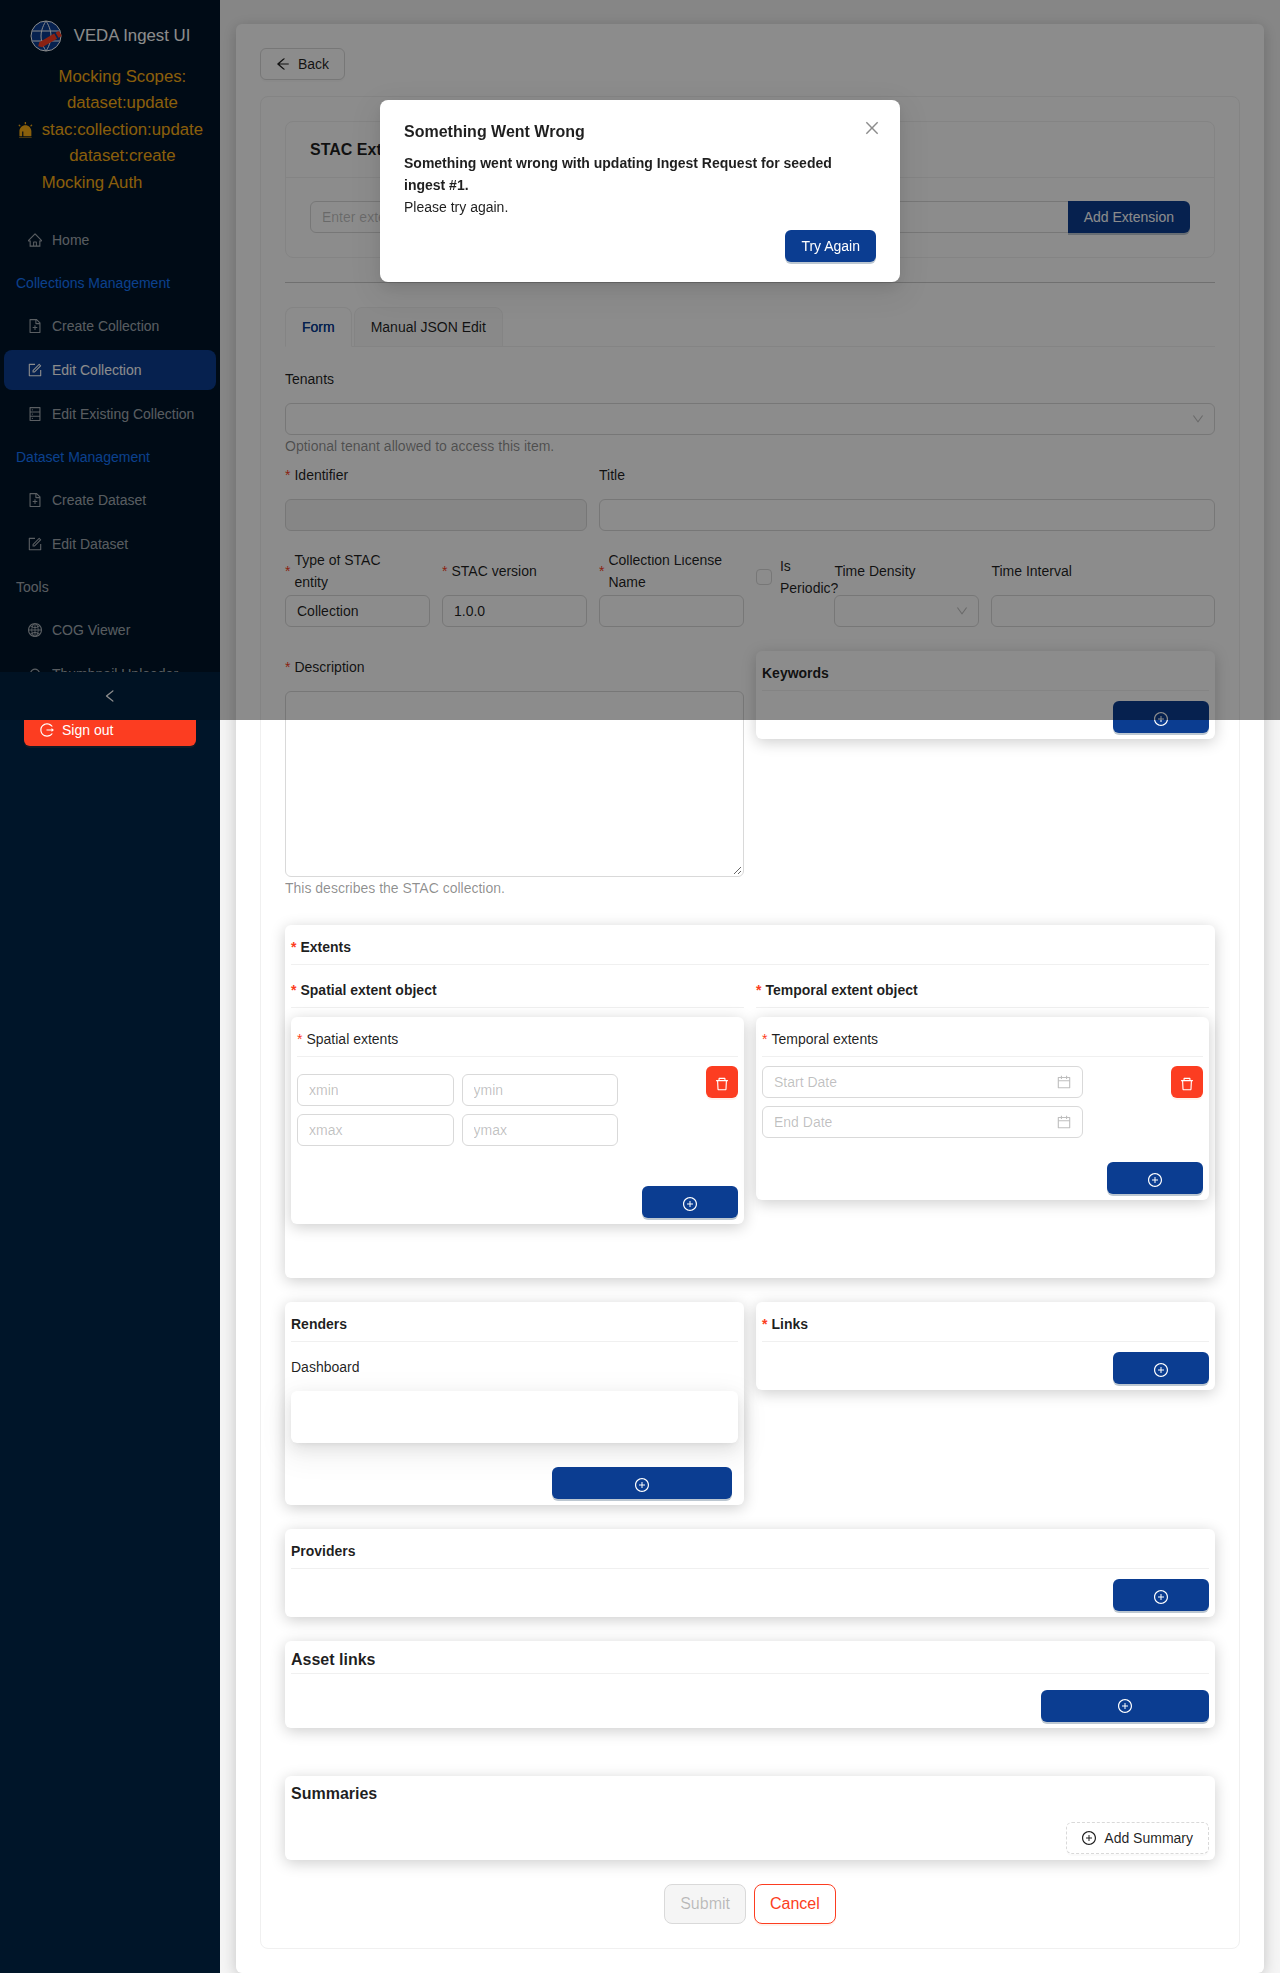 VEDA Ingest UI
Mocking Scopes:
dataset:update
stac:collection:update
dataset:create
Mocking Auth
Home
Collections Management
Create Collection
Edit Collection
Edit Existing Collection
Dataset Management
Create Dataset
Edit Dataset
Tools
COG Viewer
Thumbnail Uploader
Sign out
Back
Something Went Wrong
Something went wrong with updating Ingest Request for seeded
ingest #1.
Please try again.
Try Again
STAC Ext
Enter exte
Add Extension
Form
Manual JSON Edit
Tenants
Optional tenant allowed to access this item.
* Identifier
Title
* Type of STAC
entity
* STAC version
* Collection License
Name
Is
Periodic?
Time Density
Time Interval
Collection
1.0.0
* Description
Keywords
This describes the STAC collection.
* Extents
* Spatial extent object
* Temporal extent object
* Spatial extents
* Temporal extents
xmin
ymin
Start Date
xmax
ymax
End Date
Renders
* Links
Dashboard
Providers
Asset links
Summaries
Add Summary
Submit
Cancel